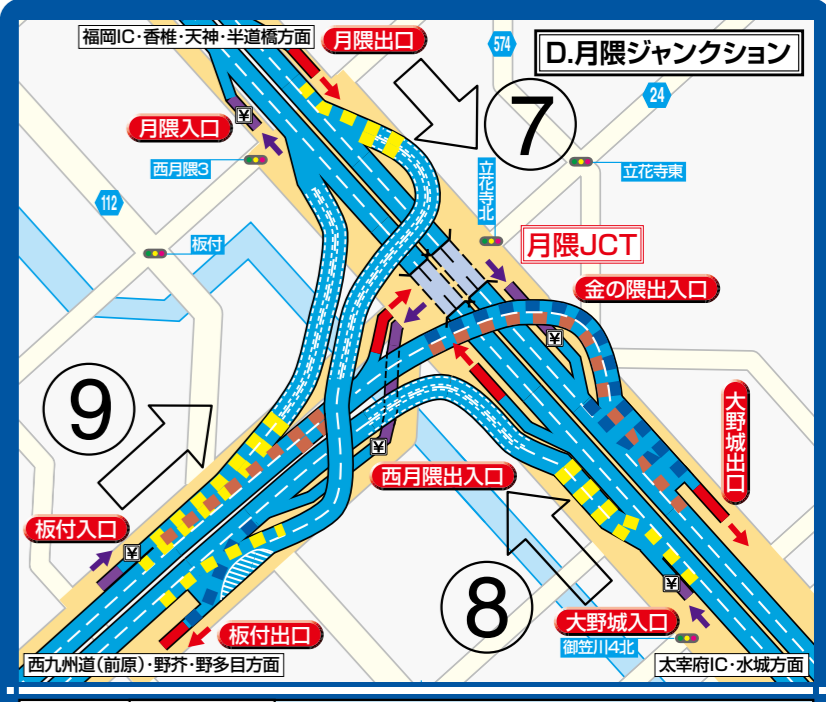 福岡IC・香椎・天神・半道橋方面
月隈出口
574
D.月隈ジャンクション
24
⑦
月隈入口
¥
西月隈3
立花寺北
立花寺東
112
板付
月隈JCT
金の隈出入口
¥
⑨
大野城出口
¥
西月隈出入口
板付入口
¥
⑧
¥
大野城入口
板付出口
御笠川4北
西九州道(前原)・野芥・野多目方面
太宰府IC・水城方面